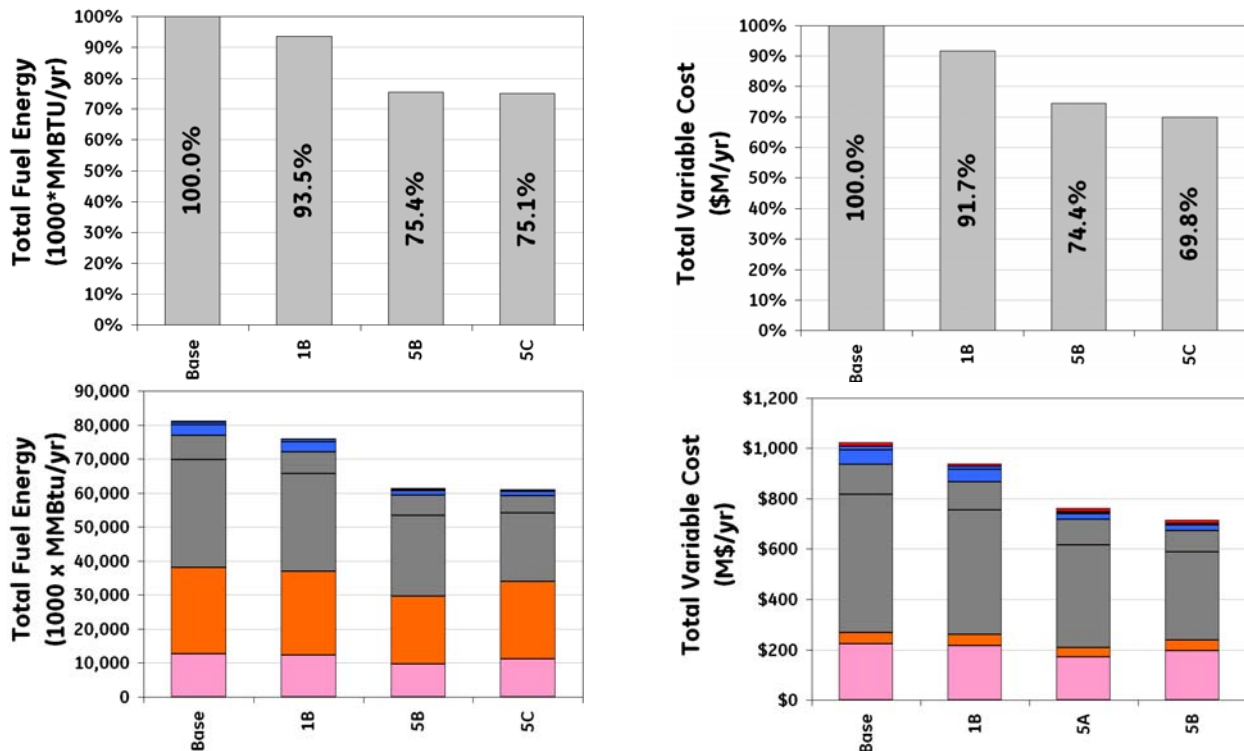 Total Fuel Energy
(1000*MMBTU/yr)
100%
90%
80%
70%
60%
50%
40%
30%
20%
10%
0%
100.0%
93.5%
75.4%
75.1%
Base
1B
5B
5C
Total Variable Cost
($M/yr)
100%
90%
80%
70%
60%
50%
40%
30%
20%
10%
0%
100.0%
91.7%
74.4%
69.8%
Base
1B
5B
5C
Total Fuel Energy
(1000 x MMBtu/yr)
90,000
80,000
70,000
60,000
50,000
40,000
30,000
20,000
10,000
0
Base
1B
5B
5C
Total Variable Cost
(M$/yr)
$1,200
$1,000
$800
$600
$400
$200
$0
Base
1B
5A
5B